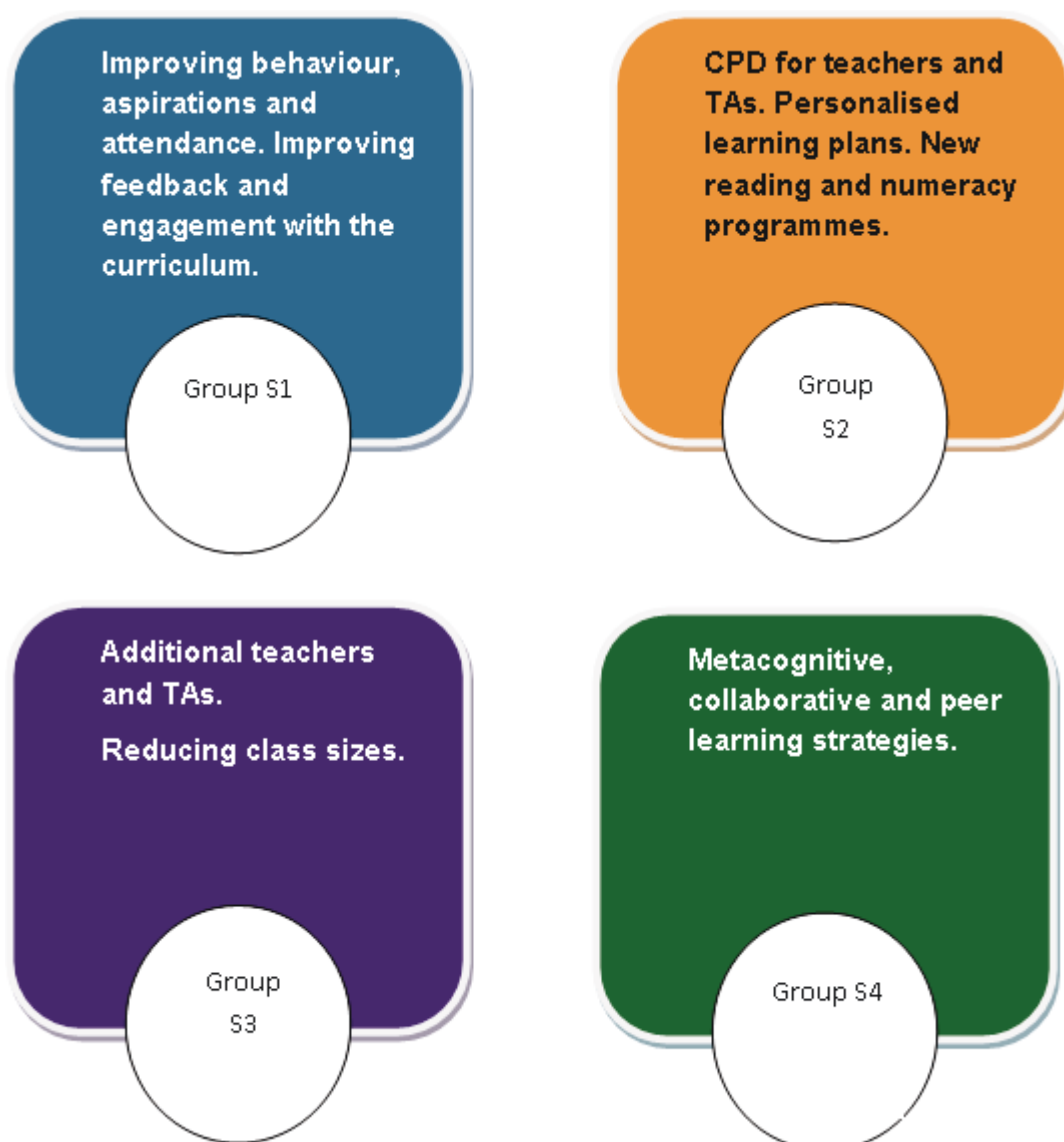 Improving behaviour,
aspirations and
attendance. Improving
feedback and
engagement with the
curriculum.
Group S1
CPD for teachers and
TAs. Personalised
learning plans. New
reading and numeracy
programmes.
Group
S2
Additional teachers
and TAs.
Reducing class sizes.
Group
S3
Metacognitive,
collaborative and peer
learning strategies.
Group S4